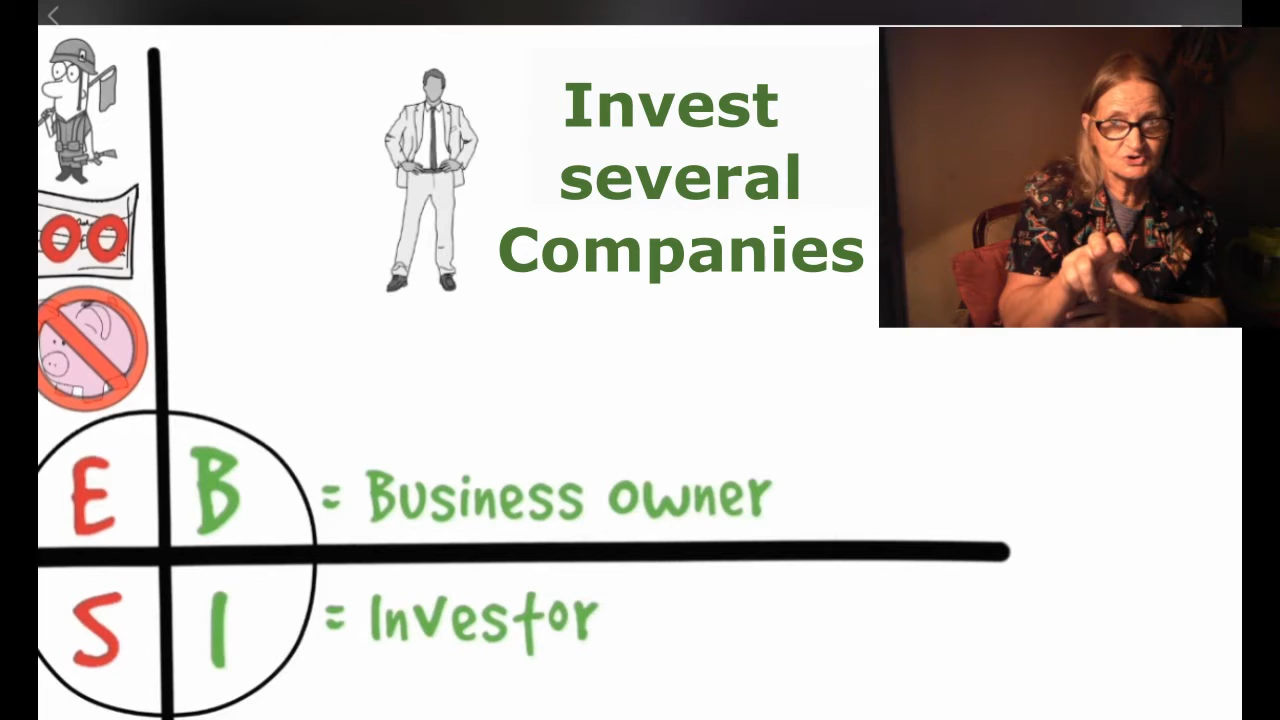 Invest
several
Companies
E B = Business owner
S I = Investor